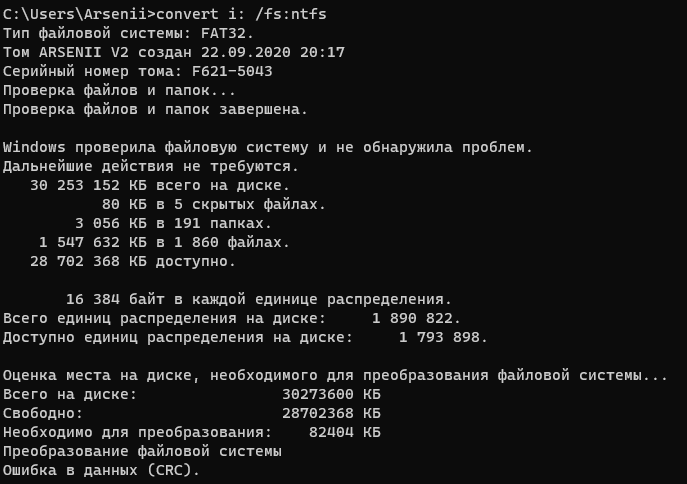 C:\Users\Arsenii>convert i: /fs:ntfs
Тип файловой системы: FAT32.
Том ARSENII V2 создан 22.09.2020 20:17
Серийный номер тома: F621-5043
Проверка файлов и папок...
Проверка файлов и папок завершена.
Windows проверила файловую систему и не обнаружила проблем.
Дальнейшие действия не требуются.
30 253 152 КБ всего на диске.
80 КБ в 5 скрытых файлах.
3 056 КБ в 191 папках.
1 547 632 КБ в 1 860 файлах.
28 702 368 КБ доступно.
16 384 байт в каждой единице распределения.
Всего единиц распределения на диске: 1 890 822.
Доступно единиц распределения на диске: 1 793 898.
Оценка места на диске, необходимого для преобразования файловой системы...
Всего на диске: 30273600 КБ
Свободно: 28702368 КБ
Необходимо для преобразования: 82404 КБ
Преобразование файловой системы
Ошибка в данных (CRC).